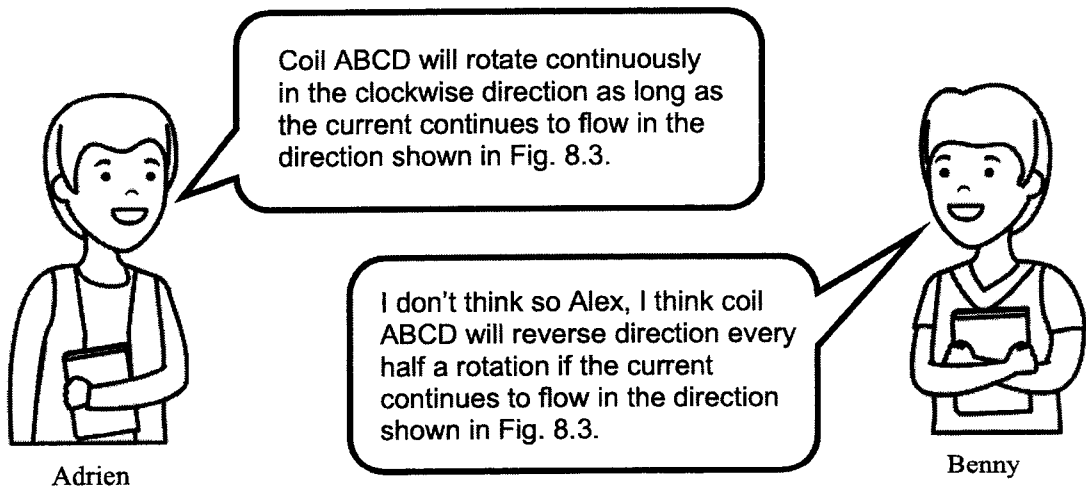 Coil ABCD will rotate continuously
in the clockwise direction as long as
the current continues to flow in the
direction shown in Fig. 8.3.
I don't think so Alex, I think coil
ABCD will reverse direction every
half a rotation if the current
continues to flow in the direction
shown in Fig. 8.3.
Adrien
Benny